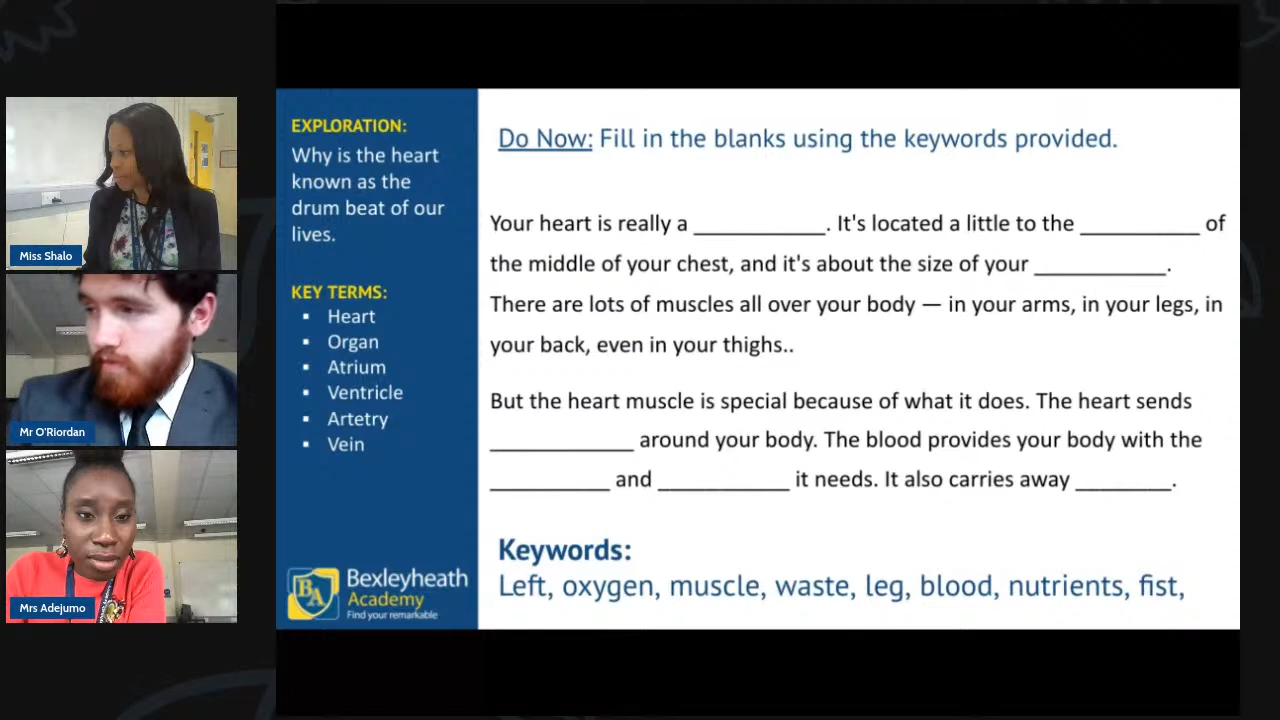 Miss Shalo
Mr O'Riordan
Mrs Adejumo
EXPLORATION:
Why is the heart
known as the
drum beat of our
lives.
KEY TERMS:
▪ Heart
▪ Organ
▪ Atrium
▪ Ventricle
▪ Artetry
▪ Vein
BA
Bexleyheath
Academy
Find your remarkable
Do Now: Fill in the blanks using the keywords provided.
Your heart is really a ___________. It's located a little to the __________ of
the middle of your chest, and it's about the size of your ___________.
There are lots of muscles all over your body — in your arms, in your legs, in
your back, even in your thighs..
But the heart muscle is special because of what it does. The heart sends
____________ around your body. The blood provides your body with the
__________ and ___________ it needs. It also carries away ________.
Keywords:
Left, oxygen, muscle, waste, leg, blood, nutrients, fist,